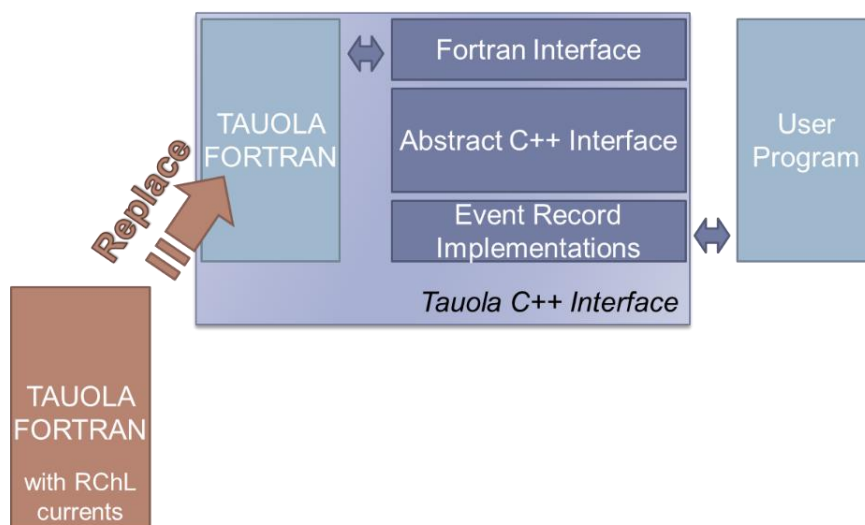 Fortran Interface
TAUOLA
FORTRAN
Abstract C++ Interface
User
Program
Replace
Event Record
Implementations
Tauola C++ Interface
TAUOLA
FORTRAN
with RChL
currents